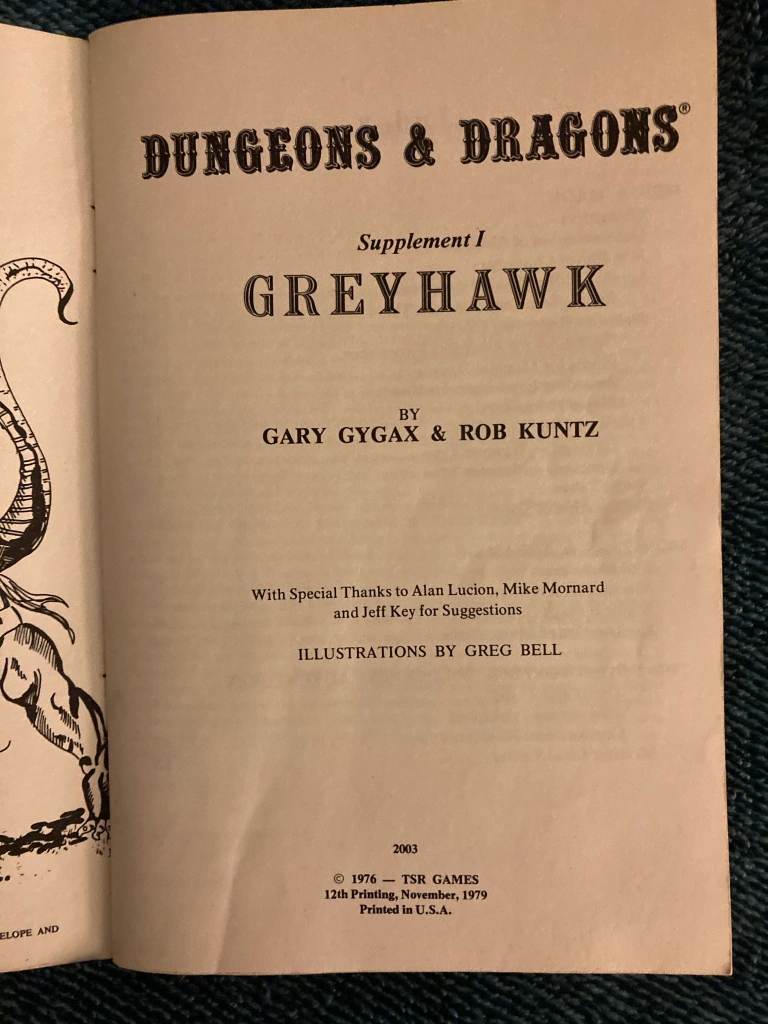 DUNGEONS & DRAGONS®
Supplement I
GREYHAWK
BY
GARY GYGAX & ROB KUNTZ
With Special Thanks to Alan Lucion, Mike Mornard
and Jeff Key for Suggestions
ILLUSTRATIONS BY GREG BELL
2003
© 1976 — TSR GAMES
12th Printing, November, 1979
Printed in U.S.A.
ELOPE AND